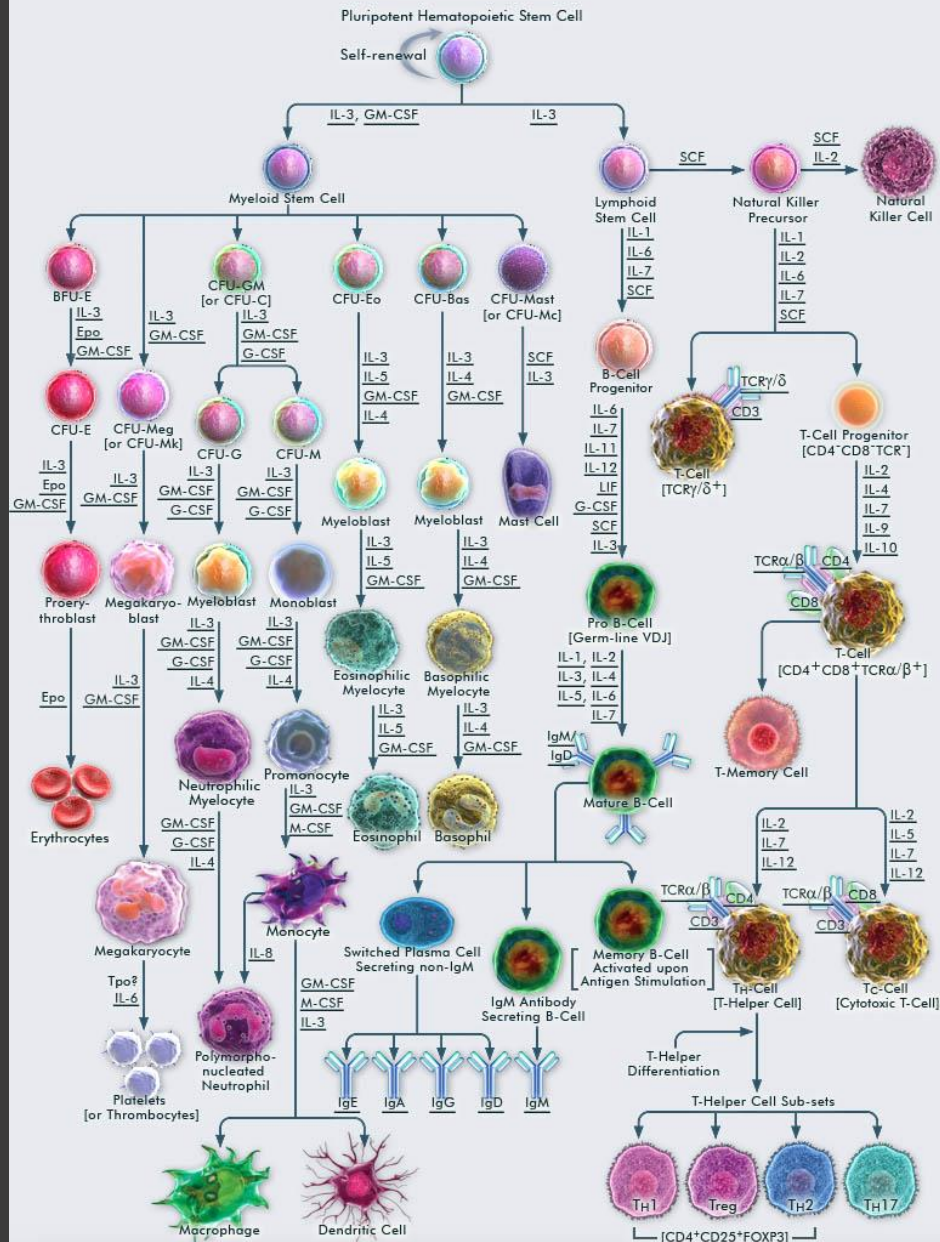 Pluripotent Hematopoietic Stem Cell
Self-renewal
IL-3, GM-CSF
IL-3
Myeloid Stem Cell
Lymphoid
Stem Cell
SCF
Natural Killer
Precursor
SCF
IL-2
Natural
Killer Cell
BFU-E
IL-3
Epo
GM-CSF
CFU-E
IL-3
Epo
GM-CSF
Proery-
throblast
Epo
Erythrocytes
IL-3
GM-CSF
CFU-Meg
[or CFU-Mk]
IL-3
GM-CSF
Megakaryo-
blast
IL-3
GM-CSF
Megakaryocyte
Tpo?
IL-6
Platelets
[or Thrombocytes]
CFU-GM
[or CFU-C]
IL-3
GM-CSF
G-CSF
CFU-G
IL-3
GM-CSF
G-CSF
Myeloblast
IL-3
GM-CSF
G-CSF
IL-4
Neutrophilic
Myelocyte
GM-CSF
G-CSF
IL-4
Polymorpho-
nucleated
Neutrophil
CFU-M
IL-3
GM-CSF
G-CSF
Monoblast
IL-3
GM-CSF
G-CSF
IL-4
Promonocyte
IL-3
GM-CSF
M-CSF
Monocyte
IL-8
GM-CSF
M-CSF
IL-3
Macrophage
Dendritic Cell
CFU-Eo
IL-3
IL-5
GM-CSF
IL-4
Myeloblast
IL-3
IL-5
GM-CSF
Eosinophilic
Myelocyte
IL-3
IL-5
GM-CSF
Eosinophil
CFU-Bas
IL-3
IL-4
GM-CSF
Myeloblast
IL-3
IL-4
GM-CSF
Basophilic
Myelocyte
IL-3
IL-4
GM-CSF
Basophil
CFU-Mast
[or CFU-Mc]
SCF
IL-3
Mast Cell
IL-1
IL-6
IL-7
SCF
B-Cell
Progenitor
IL-6
IL-7
IL-11
IL-12
LIF
G-CSF
SCF
IL-3
Pro B-Cell
[Germ-line VDJ]
IL-1, IL-2
IL-3, IL-4
IL-5, IL-6
IL-7
IgM/
IgD
Mature B-Cell
Switched Plasma Cell
Secreting non-IgM
IgM Antibody
Secreting B-Cell
Memory B-Cell
Activated upon
Antigen Stimulation
IgE
IgA
IgG
IgD
IgM
IL-1
IL-2
IL-6
IL-7
SCF
TCRγ/δ
CD3
T-Cell
[TCRγ/δ+]
T-Cell Progenitor
[CD4-CD8-TCR-]
IL-2
IL-4
IL-7
IL-9
IL-10
TCRα/β
CD4
CD8
T-Cell
[CD4+CD8+TCRα/β+]
T-Memory Cell
IL-2
IL-7
IL-12
TCRα/β
CD4
CD3
TH-Cell
[T-Helper Cell]
IL-2
IL-5
IL-7
IL-12
TCRα/β
CD8
CD3
TC-Cell
[Cytotoxic T-Cell]
T-Helper
Differentiation
T-Helper Cell Sub-sets
TH1
Treg
TH2
TH17
[CD4+CD25+FOXP3]